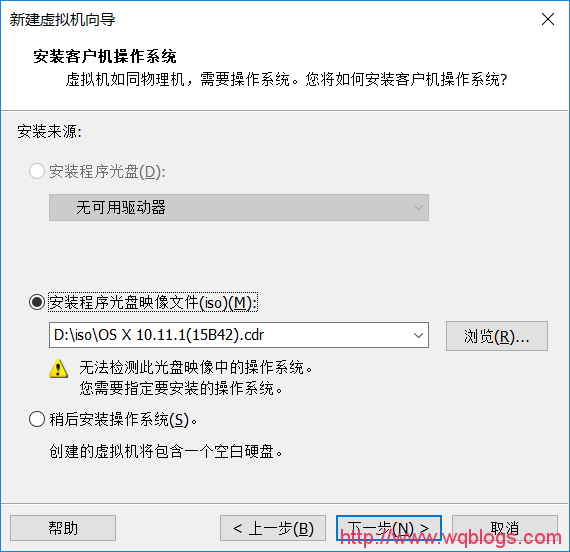 新建虚拟机向导
安装客户机操作系统
虚拟机如同物理机，需要操作系统。您将如何安装客户机操作系统?
安装来源:
安装程序光盘(D):
无可用驱动器
安装程序光盘映像文件(iso)(M):
D:\iso\OS X 10.11.1(15B42).cdr
浏览(R)...
无法检测此光盘映像中的操作系统。
您需要指定要安装的操作系统。
稍后安装操作系统(S)。
创建的虚拟机将包含一个空白硬盘。
帮助
< 上一步(B)
下一步(N) >
取消
http://www.wqblogs.com